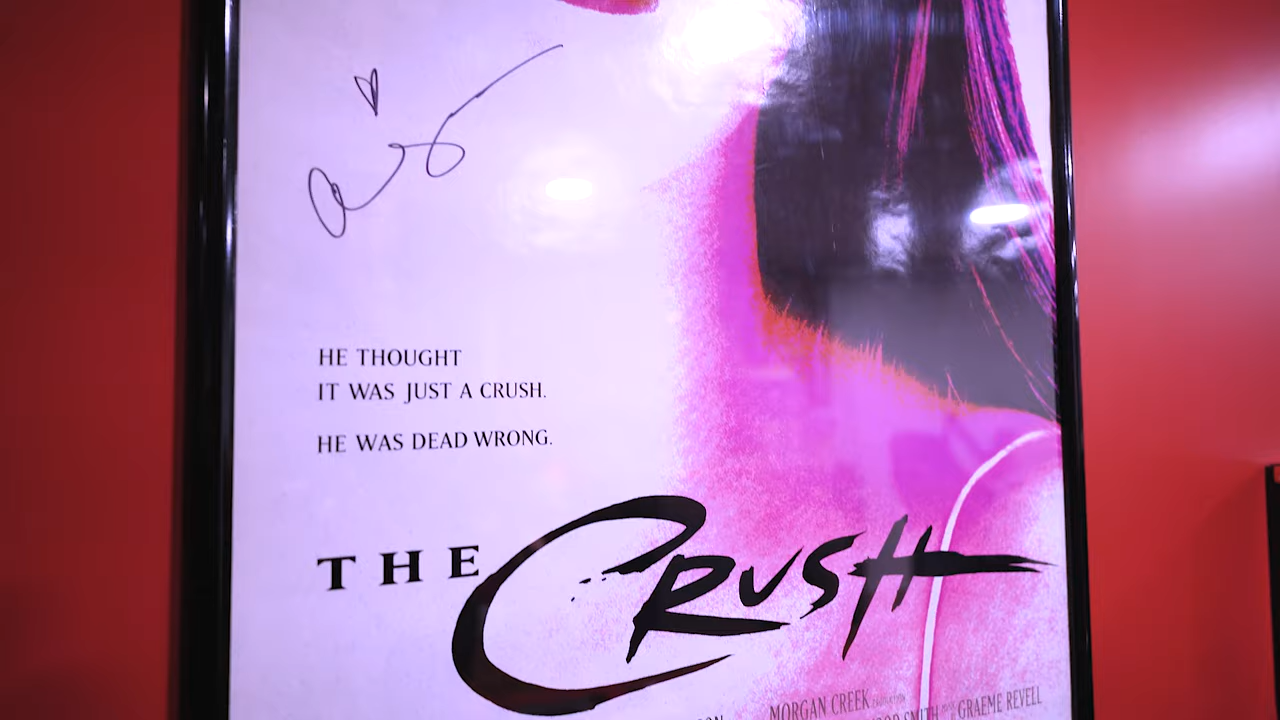 HE THOUGHT
IT WAS JUST A CRUSH.
HE WAS DEAD WRONG.
THE CRUSH
MORGAN CREEK
GRAEME REVELL